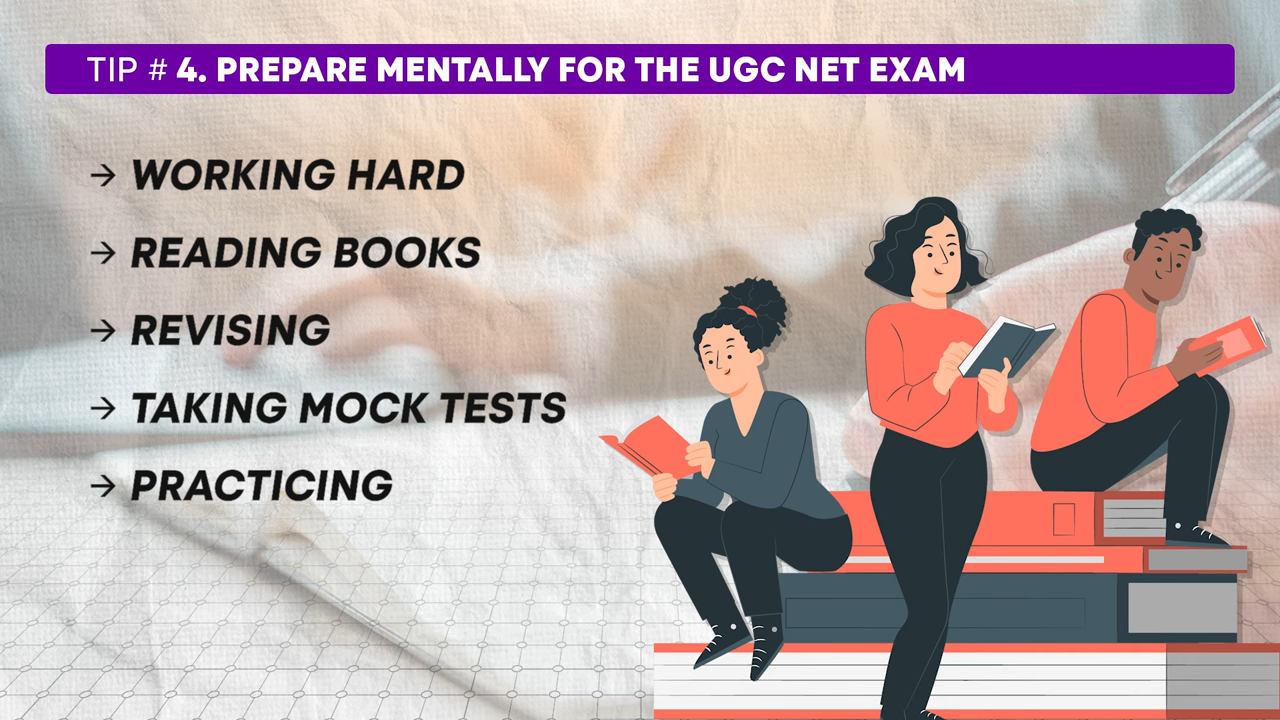 TIP # 4. PREPARE MENTALLY FOR THE UGC NET EXAM
→ WORKING HARD
→ READING BOOKS
→ REVISING
→ TAKING MOCK TESTS
→ PRACTICING